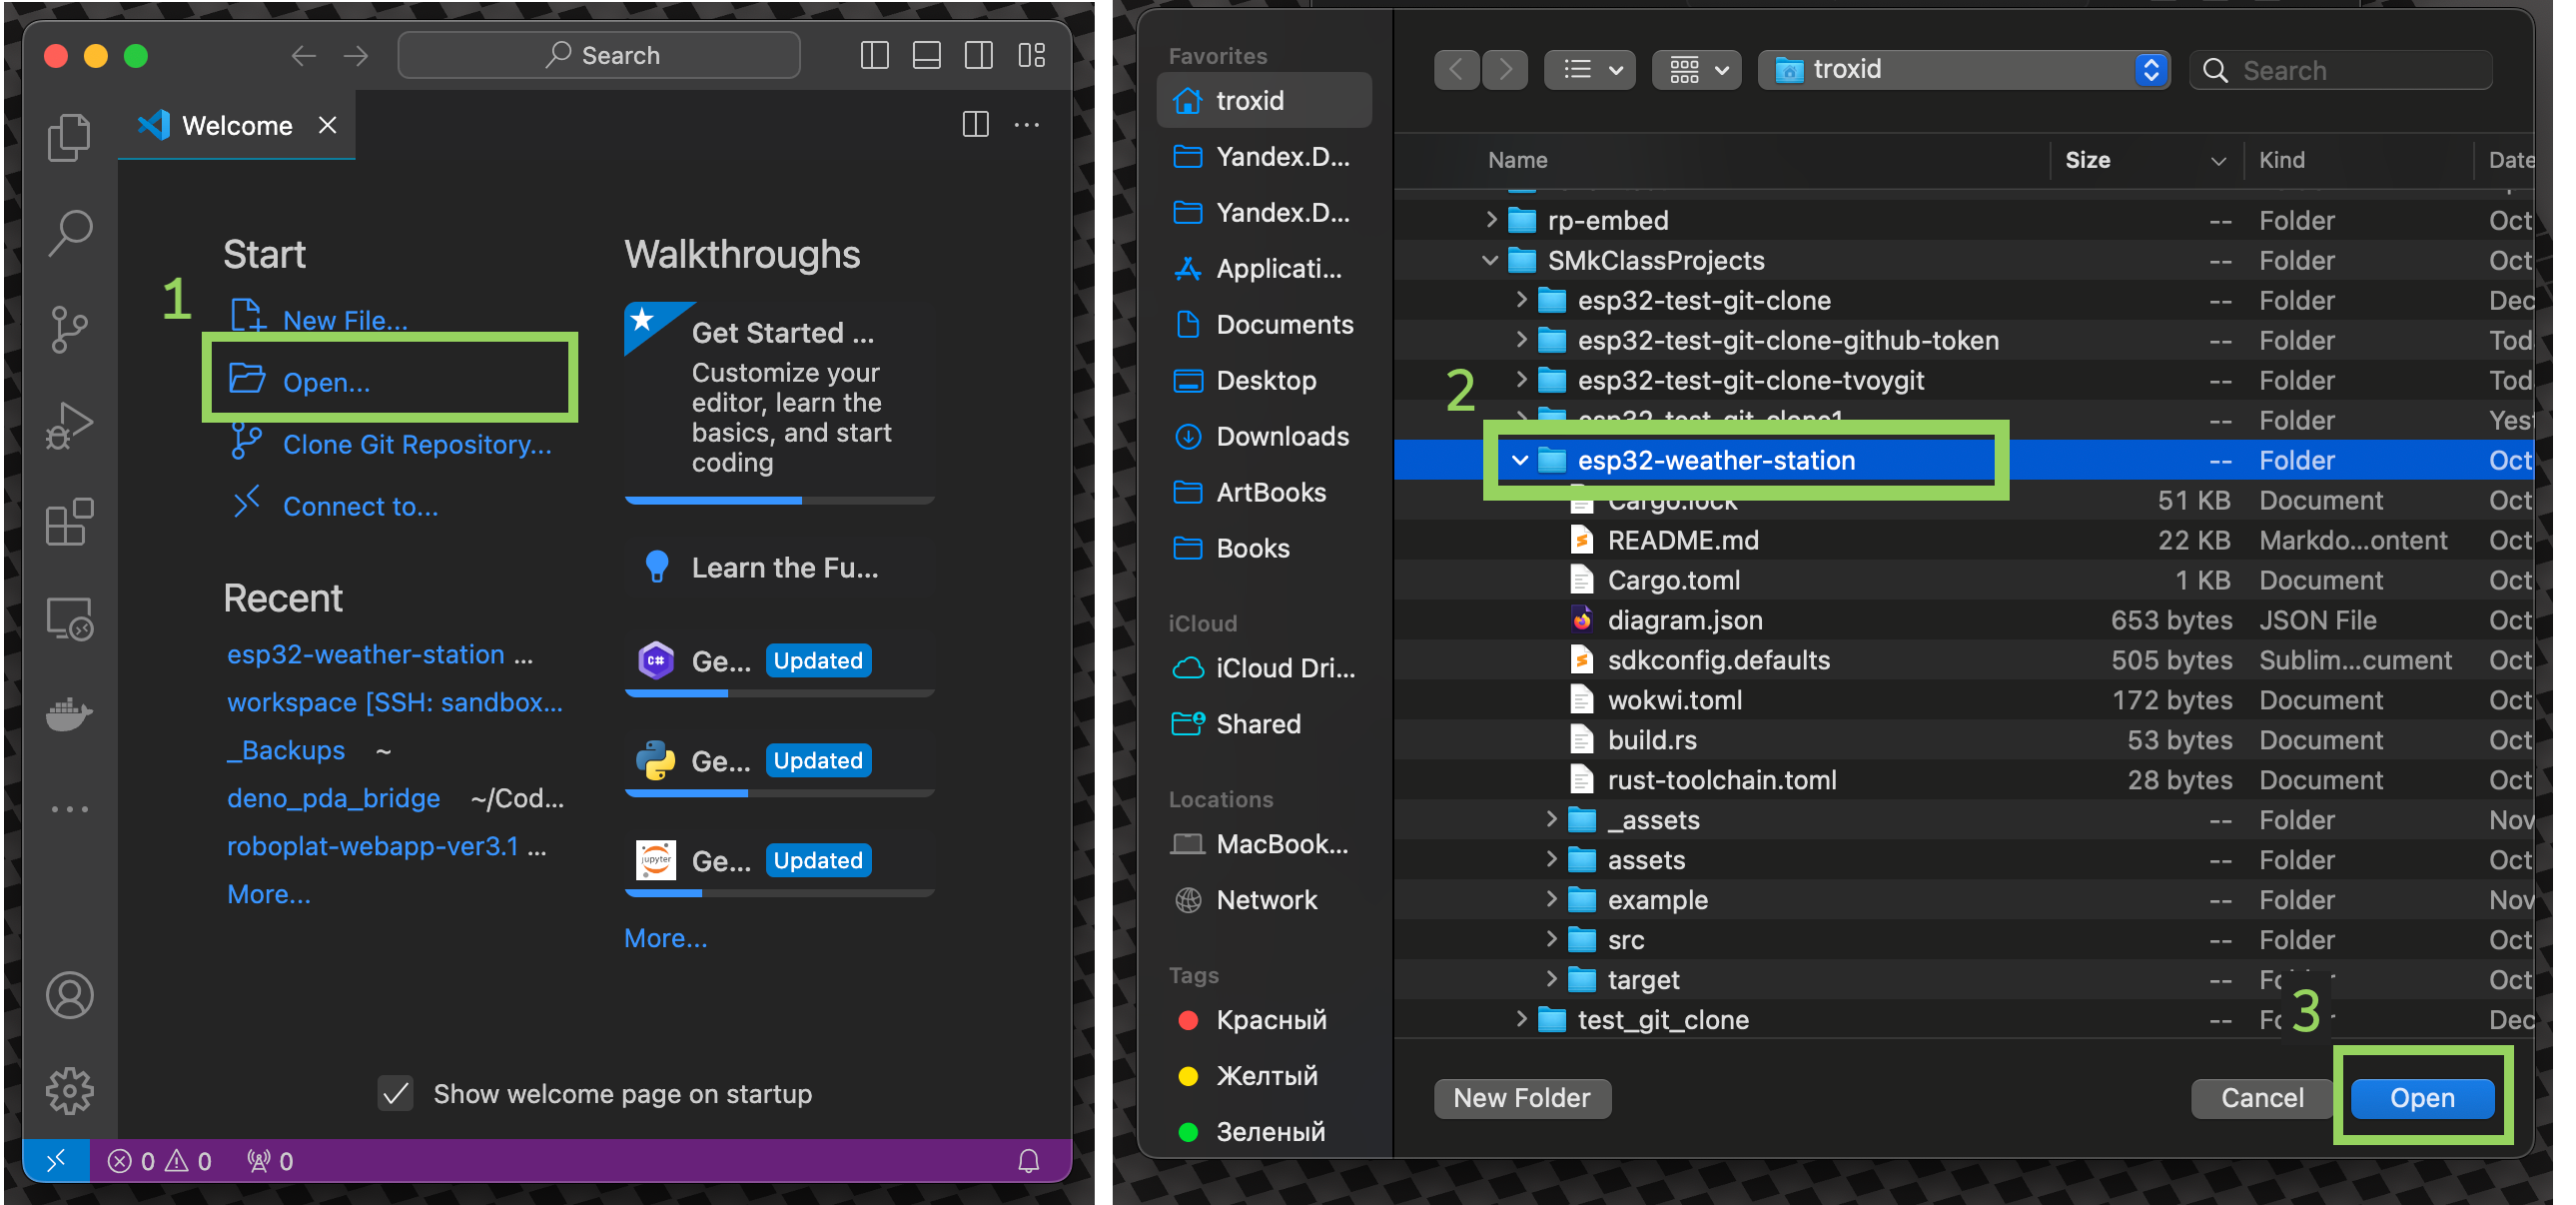 Search
Welcome
Start
1
New File...
Open...
Clone Git Repository...
Connect to...
Recent
esp32-weather-station ...
workspace [SSH: sandbox...
_Backups ~
deno_pda_bridge ~/Cod...
roboplat-webapp-ver3.1 ...
More...
Walkthroughs
Get Started ...
Customize your
editor, learn the
basics, and start
coding
Learn the Fu...
C#
Ge... Updated
Ge... Updated
jupyter
Ge... Updated
More...
Show welcome page on startup
0 0 0
Favorites
troxid
Yandex.D...
Yandex.D...
Applicati...
Documents
Desktop
Downloads
ArtBooks
Books
iCloud
iCloud Dri...
Shared
Locations
MacBook...
Network
Tags
Красный
Желтый
Зеленый
troxid
Search
Name Size Kind Date
rp-embed -- Folder Oct
SMkClassProjects -- Folder Oct
esp32-test-git-clone -- Folder Dec
esp32-test-git-clone-github-token -- Folder Tod
esp32-test-git-clone-tvoygit -- Folder Tod
2
esp32-test-git-clone1 -- Folder Yest
esp32-weather-station -- Folder Oct
Cargo.lock 51 KB Document Oct
README.md 22 KB Markdo...ontent Oct
Cargo.toml 1 KB Document Oct
diagram.json 653 bytes JSON File Oct
sdkconfig.defaults 505 bytes Sublim...cument Oct
wokwi.toml 172 bytes Document Oct
build.rs 53 bytes Document Oct
rust-toolchain.toml 28 bytes Document Oct
_assets -- Folder Nov
assets -- Folder Oct
example -- Folder Nov
src -- Folder Oct
target -- Oct
3
test_git_clone -- Dec
New Folder Cancel Open